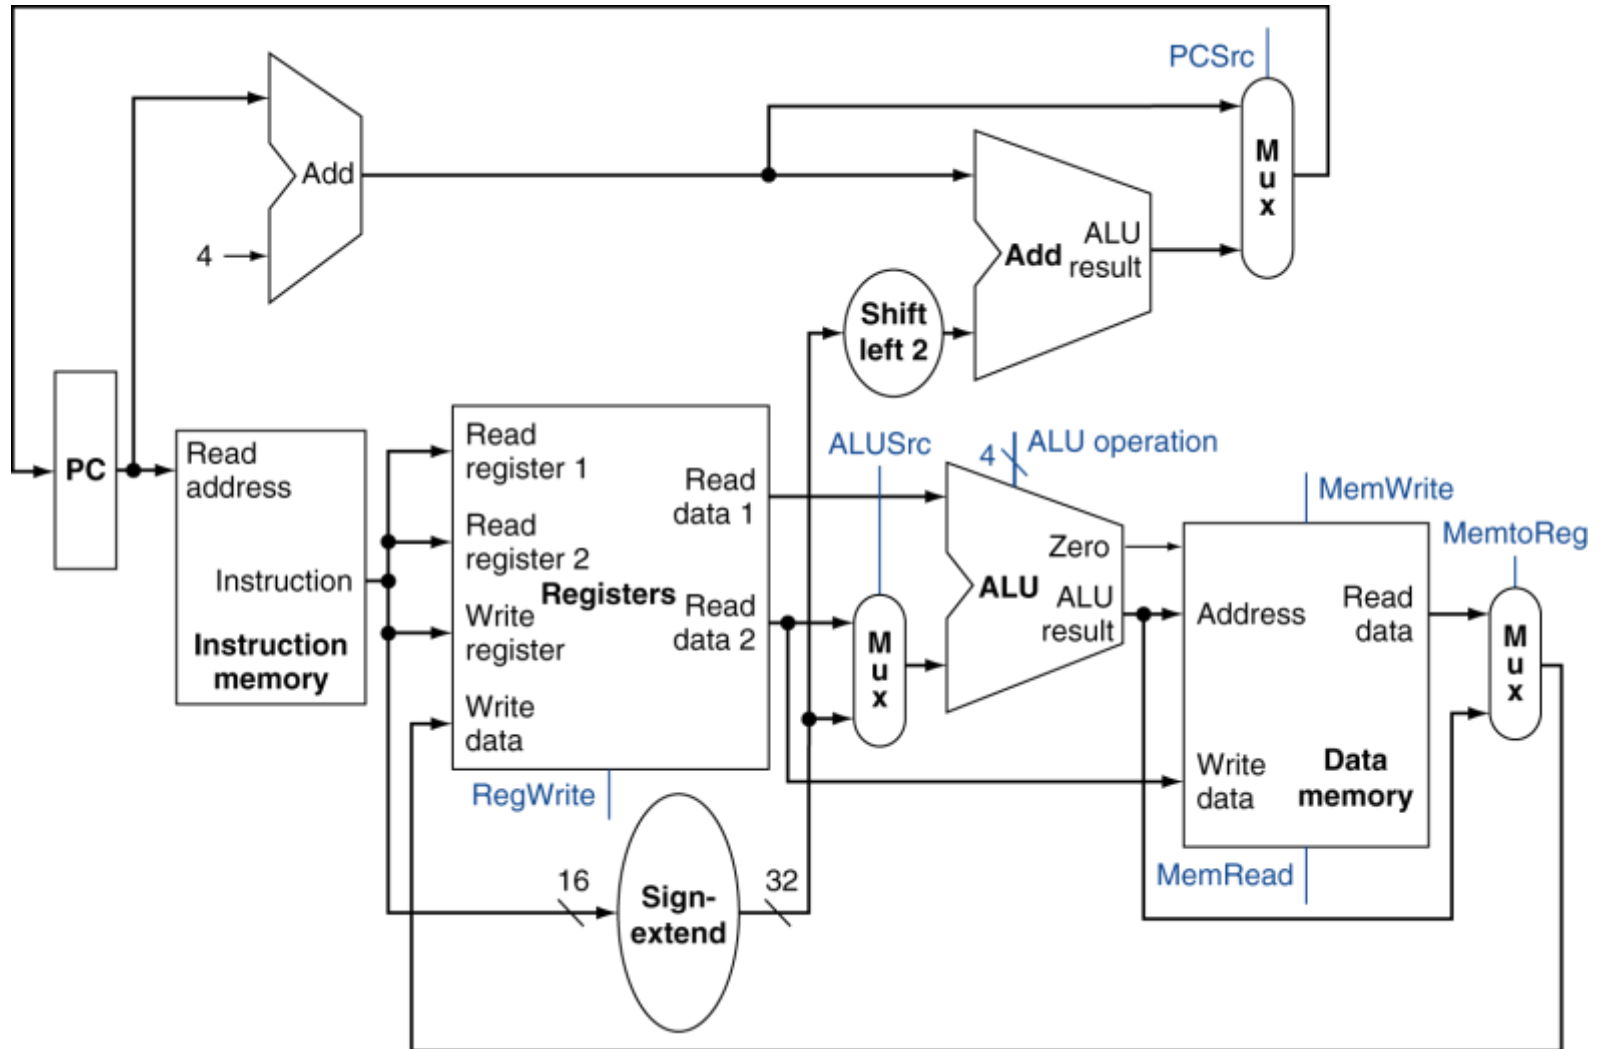 PCSrc
Add
4
M
u
x
Add
ALU
result
Shift
left 2
PC
Read
address
Instruction
Instruction
memory
Read
register 1
Read
register 2
Write
register
Write
data
Registers
Read
data 1
Read
data 2
RegWrite
16
Sign-
extend
32
ALUSrc
M
u
x
4
ALU operation
Zero
ALU
ALU
result
MemWrite
Address
Read
data
Write
data
Data
memory
MemRead
MemtoReg
M
u
x